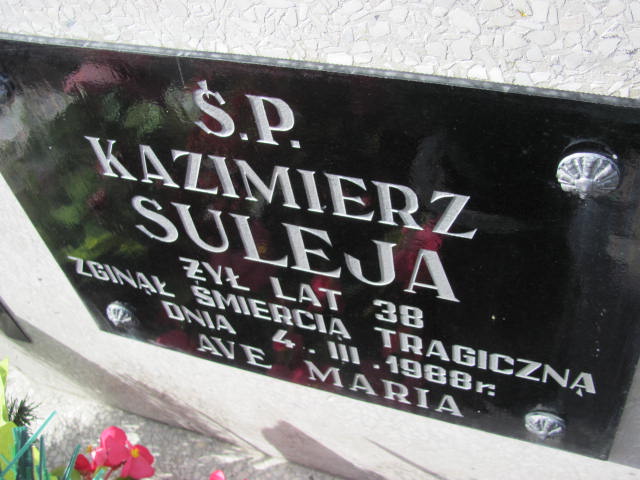 Ś.P.
KAZIMIERZ
SULEJA
ŻYŁ LAT 38
ZGINĄŁ ŚMIERCIĄ TRAGICZNĄ
DNIA 4.III.1988r.
AVE MARIA